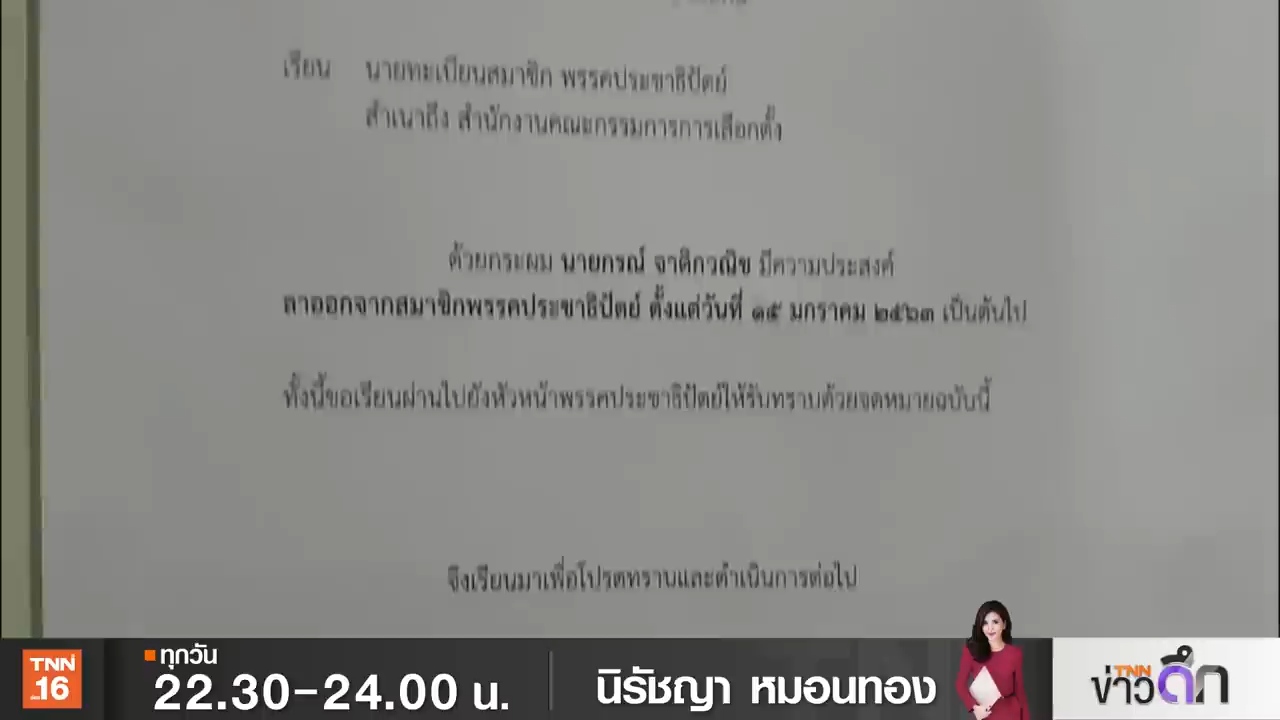 เรียน นายทะเบียนสมาชิก พรรคประชาธิปัตย์
สำเนาถึง สำนักงานคณะกรรมการการเลือกตั้ง
ด้วยกระผม นายกรณ์ จาติกวณิช มีความประสงค์
ลาออกจากสมาชิกพรรคประชาธิปัตย์ ตั้งแต่วันที่ ๑๕ มกราคม ๒๕๖๓ เป็นต้นไป
ทั้งนี้ขอเรียนผ่านไปยังหัวหน้าพรรคประชาธิปัตย์ให้รับทราบด้วยจดหมายฉบับนี้
จึงเรียนมาเพื่อโปรดทราบและดำเนินการต่อไป
TNN
16
ทุกวัน
22.30-24.00 น.
นิรัชญา หมอนทอง
TNN
ข่าวดึก